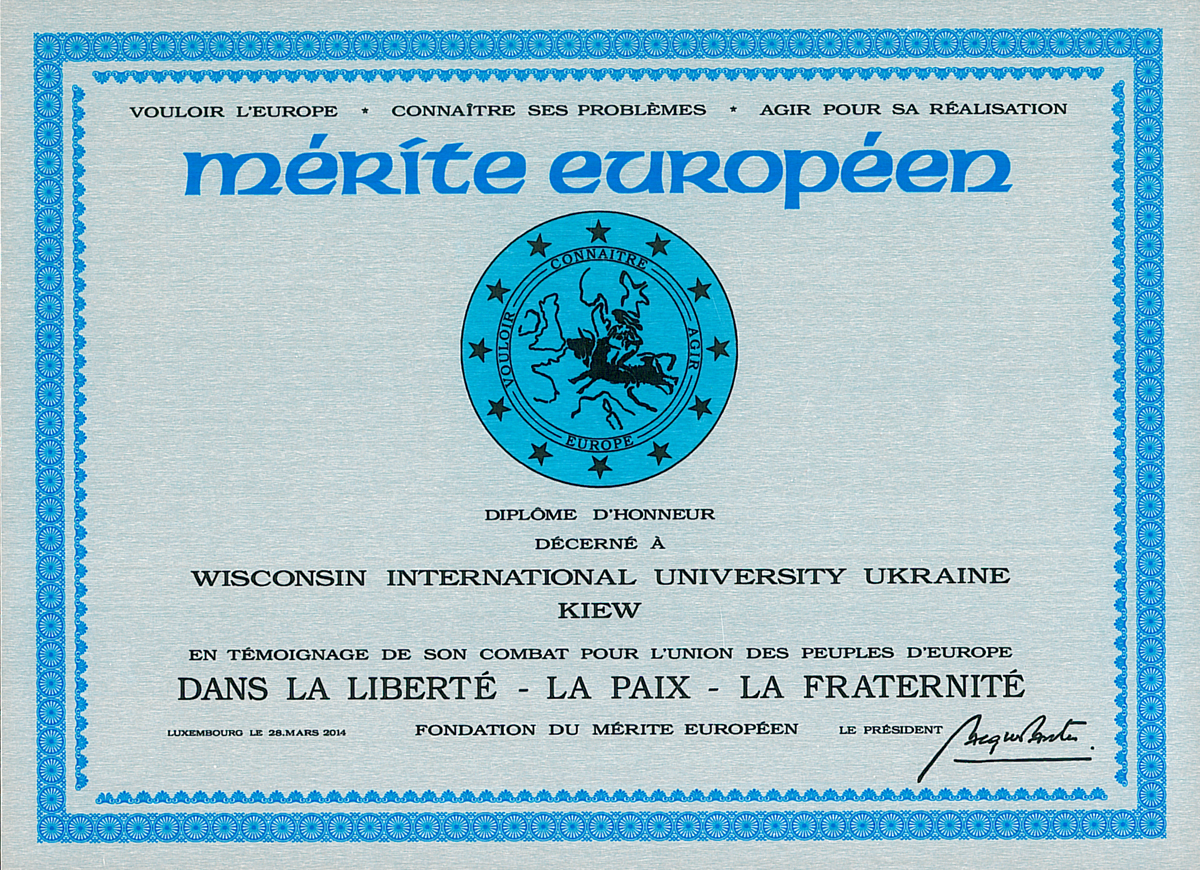 VOULOIR L'EUROPE * CONNAÎTRE SES PROBLÈMES * AGIR POUR SA RÉALISATION
mérite européen
CONNAITRE
VOULOIR
AGIR
EUROPE
DIPLÔME D'HONNEUR
DÉCERNÉ À
WISCONSIN INTERNATIONAL UNIVERSITY UKRAINE
KIEW
EN TÉMOIGNAGE DE SON COMBAT POUR L'UNION DES PEUPLES D'EUROPE
DANS LA LIBERTÉ - LA PAIX - LA FRATERNITÉ
LUXEMBOURG LE 28.MARS 2014 FONDATION DU MÉRITE EUROPÉEN LE PRÉSIDENT